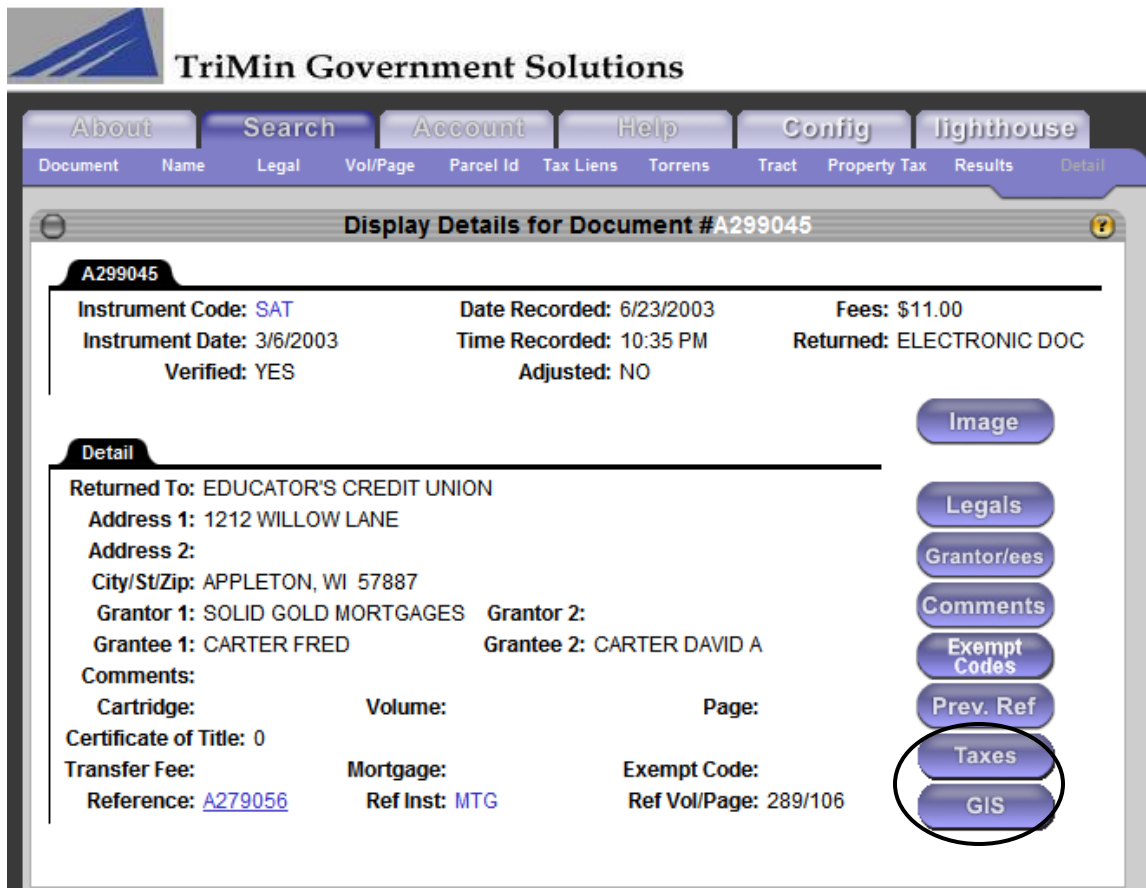 TriMin Government Solutions
About Search Account Help Config lighthouse
Document Name Legal Vol/Page Parcel Id Tax Liens Torrens Tract Property Tax Results Detail
Display Details for Document #A299045 ?
A299045
Instrument Code: SAT Date Recorded: 6/23/2003 Fees: $11.00
Instrument Date: 3/6/2003 Time Recorded: 10:35 PM Returned: ELECTRONIC DOC
Verified: YES Adjusted: NO
Image
Detail
Returned To: EDUCATOR'S CREDIT UNION
Legals
Address 1: 1212 WILLOW LANE
Address 2:
Grantor/ees
City/St/Zip: APPLETON, WI 57887
Grantor 1: SOLID GOLD MORTGAGES Grantor 2:
Comments
Grantee 1: CARTER FRED Grantee 2: CARTER DAVID A
Exempt
Codes
Comments:
Cartridge: Volume: Page:
Prev. Ref
Certificate of Title: 0
Taxes
Transfer Fee: Mortgage: Exempt Code:
Reference: A279056 Ref Inst: MTG Ref Vol/Page: 289/106
GIS